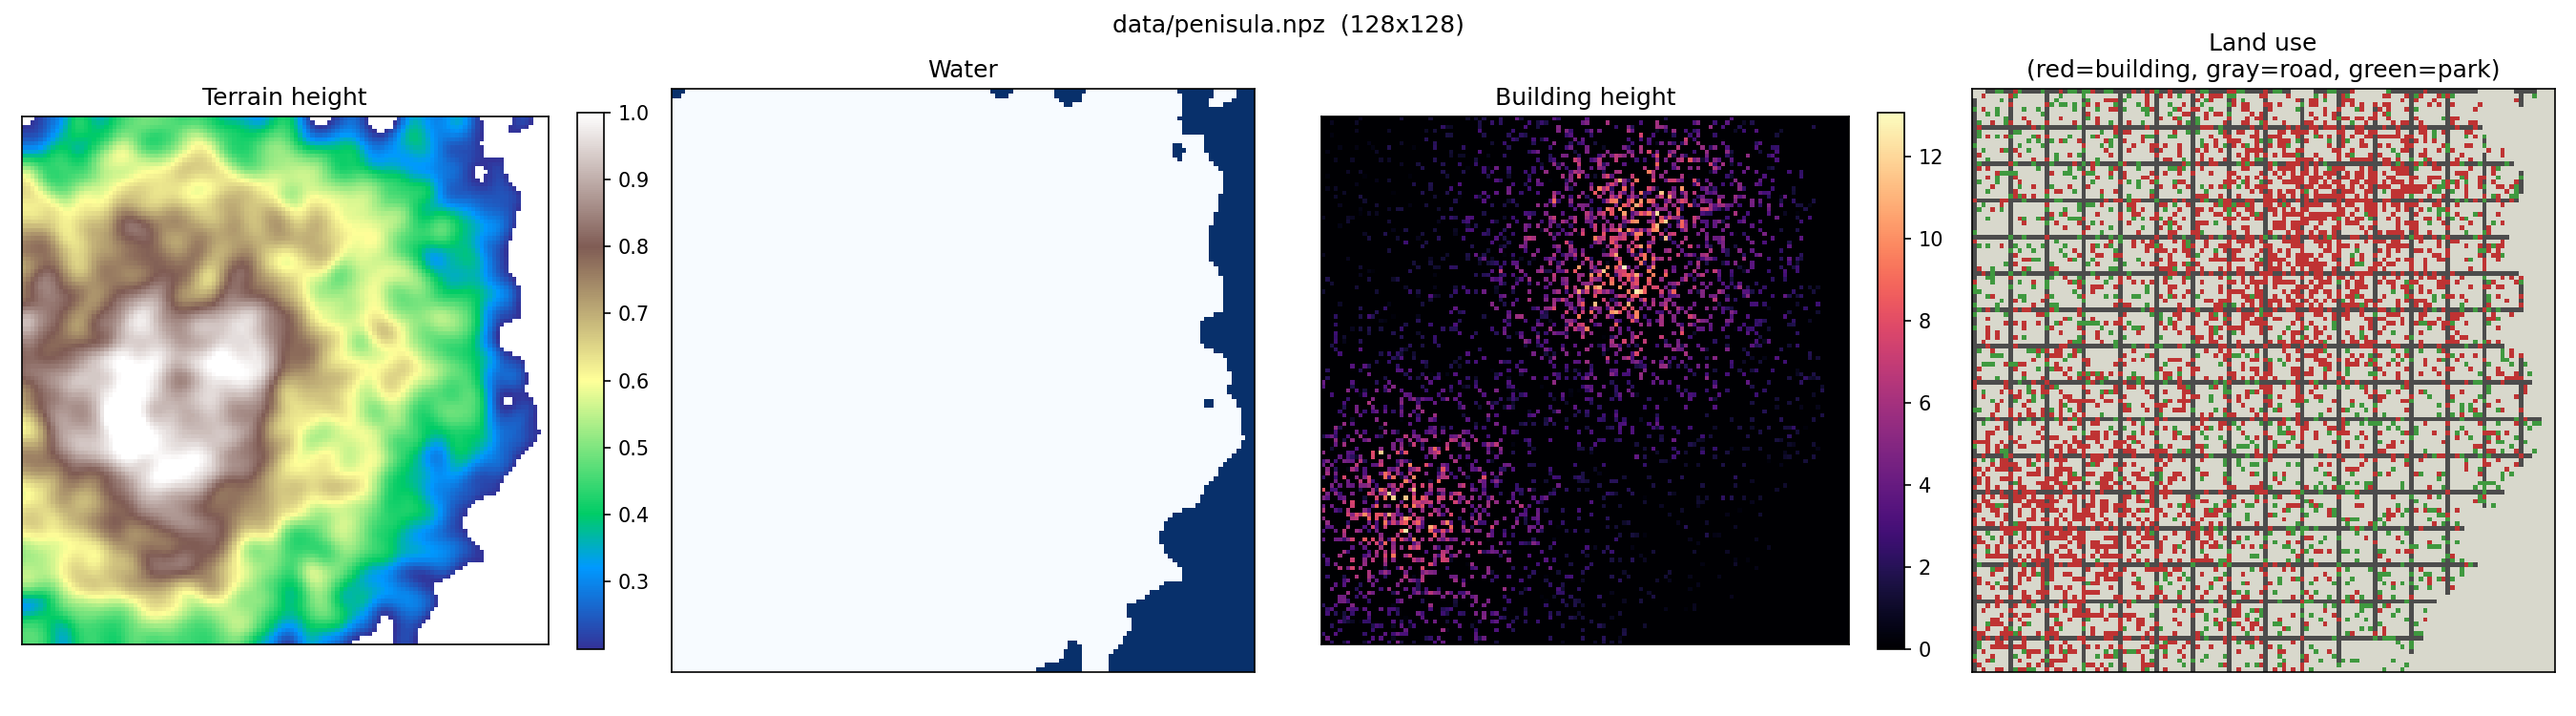 data/penisula.npz  (128x128)
Terrain height
Water
Building height
Land use
(red=building, gray=road, green=park)
1.0
0.9
0.8
0.7
0.6
0.5
0.4
0.3
12
10
8
6
4
2
0